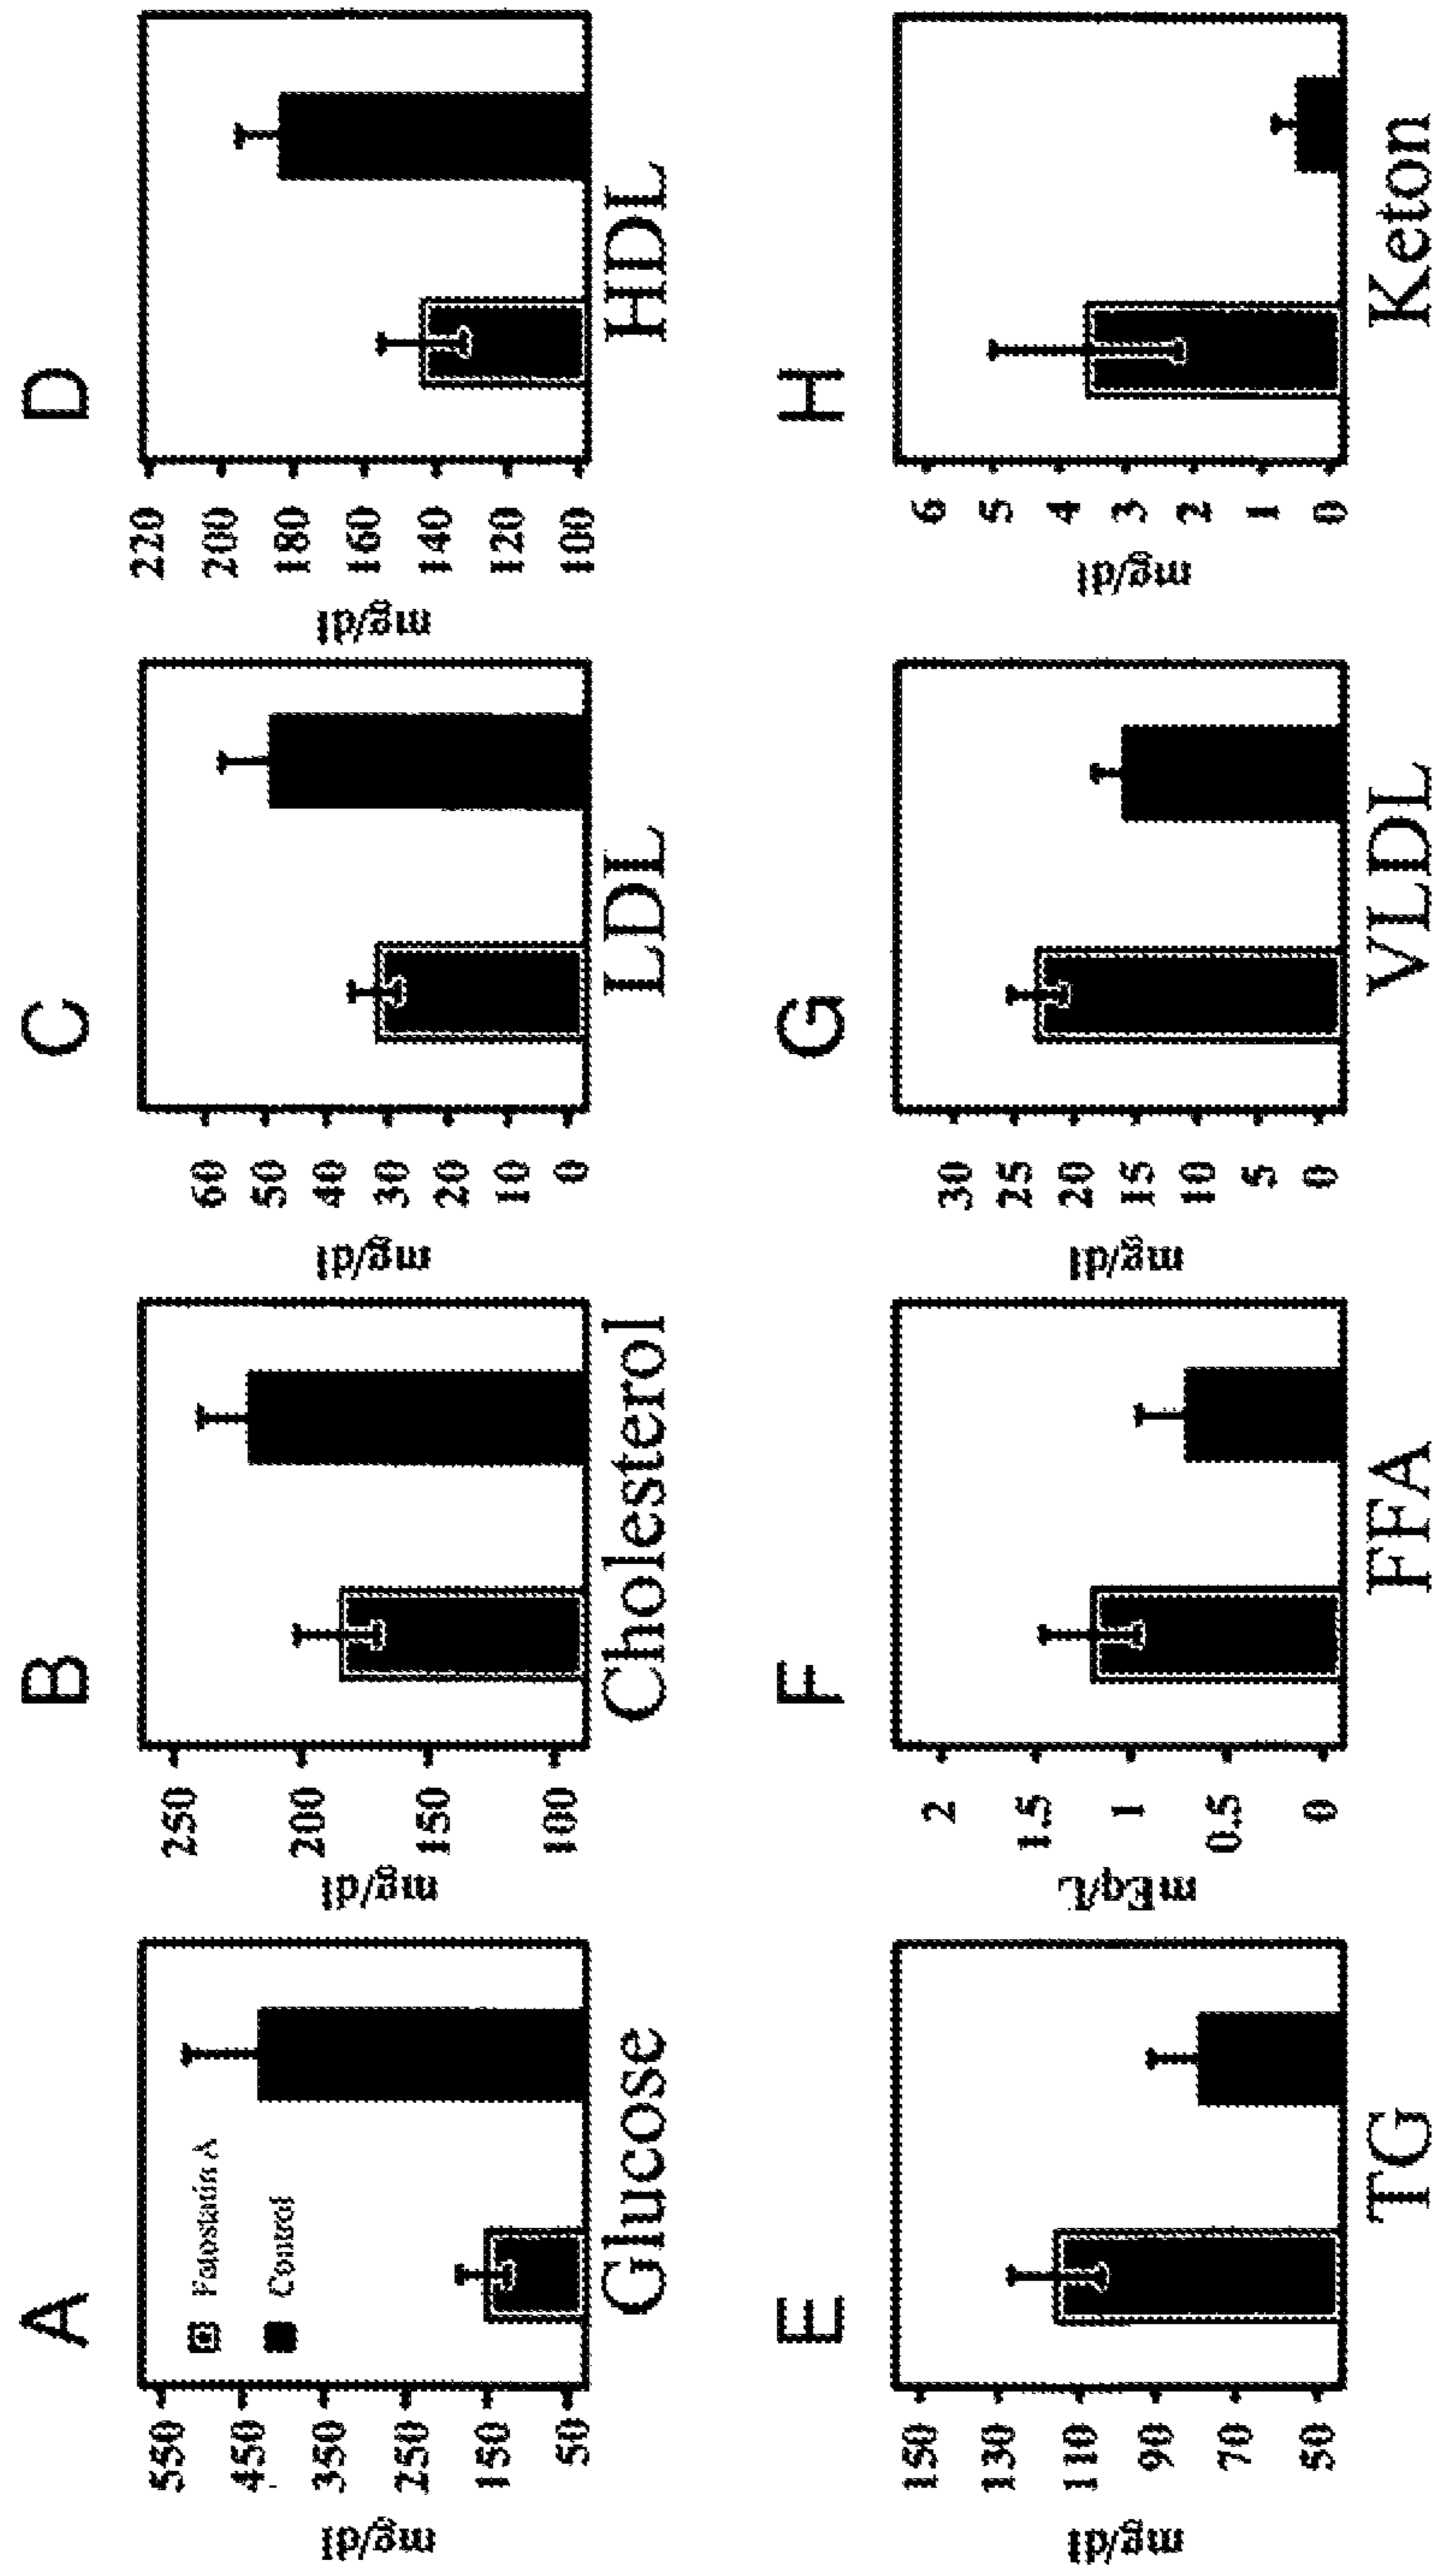 A
mg/dl
550
450
350
250
150
50
Fatostatin A
Control
Glucose
B
mg/dl
250
200
150
100
Cholesterol
C
mg/dl
60
50
40
30
20
10
0
LDL
D
mg/dl
220
200
180
160
140
120
100
HDL
E
mg/dl
150
130
110
90
70
50
TG
F
mEq/L
2
1.5
1
0.5
0
FFA
G
mg/dl
30
25
20
15
10
5
0
VLDL
H
mg/dl
6
5
4
3
2
1
0
Keton